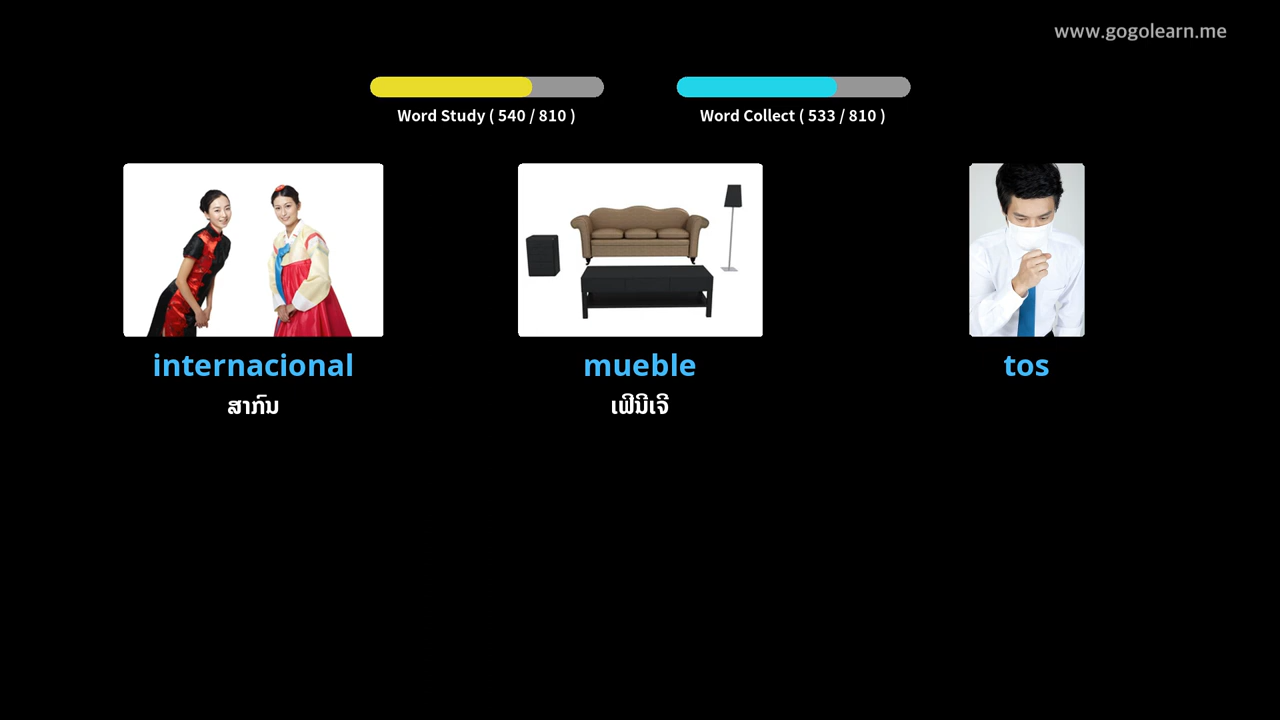 www.gogolearn.me
Word Study ( 540 / 810 )
Word Collect ( 533 / 810 )
internacional
ສາກົນ
mueble
ເຟີນີເຈີ
tos